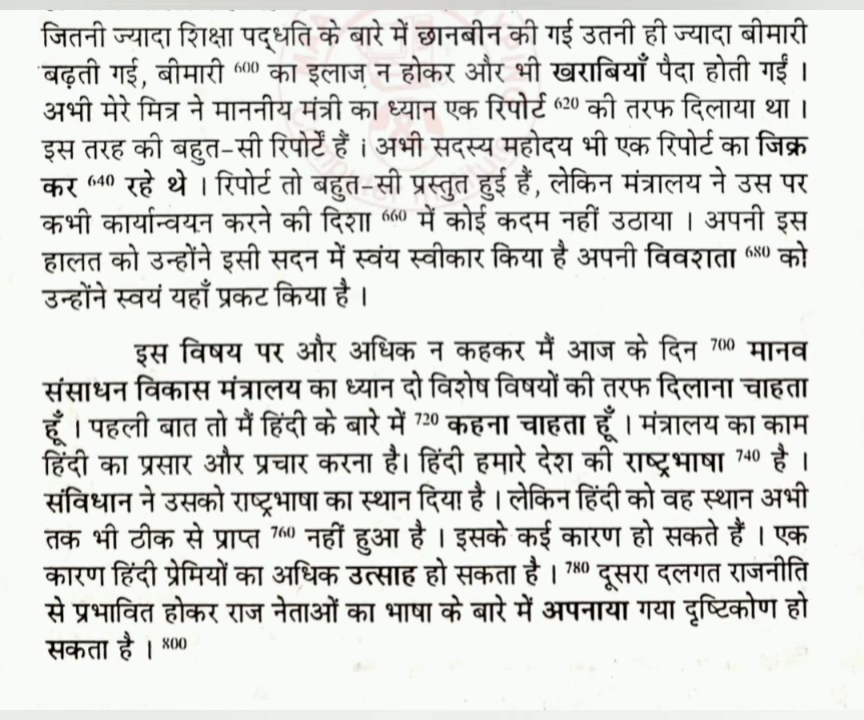 जितनी ज्यादा शिक्षा पद्धति के बारे में छानबीन की गई उतनी ही ज्यादा बीमारी
बढ़ती गई, बीमारी 600 का इलाज़ न होकर और भी खराबियाँ पैदा होती गईं ।
अभी मेरे मित्र ने माननीय मंत्री का ध्यान एक रिपोर्ट 620 की तरफ दिलाया था ।
इस तरह की बहुत-सी रिपोर्टें हैं । अभी सदस्य महोदय भी एक रिपोर्ट का जिक्र
कर 640 रहे थे । रिपोर्ट तो बहुत-सी प्रस्तुत हुई हैं, लेकिन मंत्रालय ने उस पर
कभी कार्यान्वयन करने की दिशा 660 में कोई कदम नहीं उठाया । अपनी इस
हालत को उन्होंने इसी सदन में स्वंय स्वीकार किया है अपनी विवशता 680 को
उन्होंने स्वयं यहाँ प्रकट किया है ।
इस विषय पर और अधिक न कहकर मैं आज के दिन 700 मानव
संसाधन विकास मंत्रालय का ध्यान दो विशेष विषयों की तरफ दिलाना चाहता
हूँ । पहली बात तो मैं हिंदी के बारे में 720 कहना चाहता हूँ । मंत्रालय का काम
हिंदी का प्रसार और प्रचार करना है। हिंदी हमारे देश की राष्ट्रभाषा 740 है ।
संविधान ने उसको राष्ट्रभाषा का स्थान दिया है । लेकिन हिंदी को वह स्थान अभी
तक भी ठीक से प्राप्त 760 नहीं हुआ है । इसके कई कारण हो सकते हैं । एक
कारण हिंदी प्रेमियों का अधिक उत्साह हो सकता है । 780 दूसरा दलगत राजनीति
से प्रभावित होकर राज नेताओं का भाषा के बारे में अपनाया गया दृष्टिकोण हो
सकता है । 800